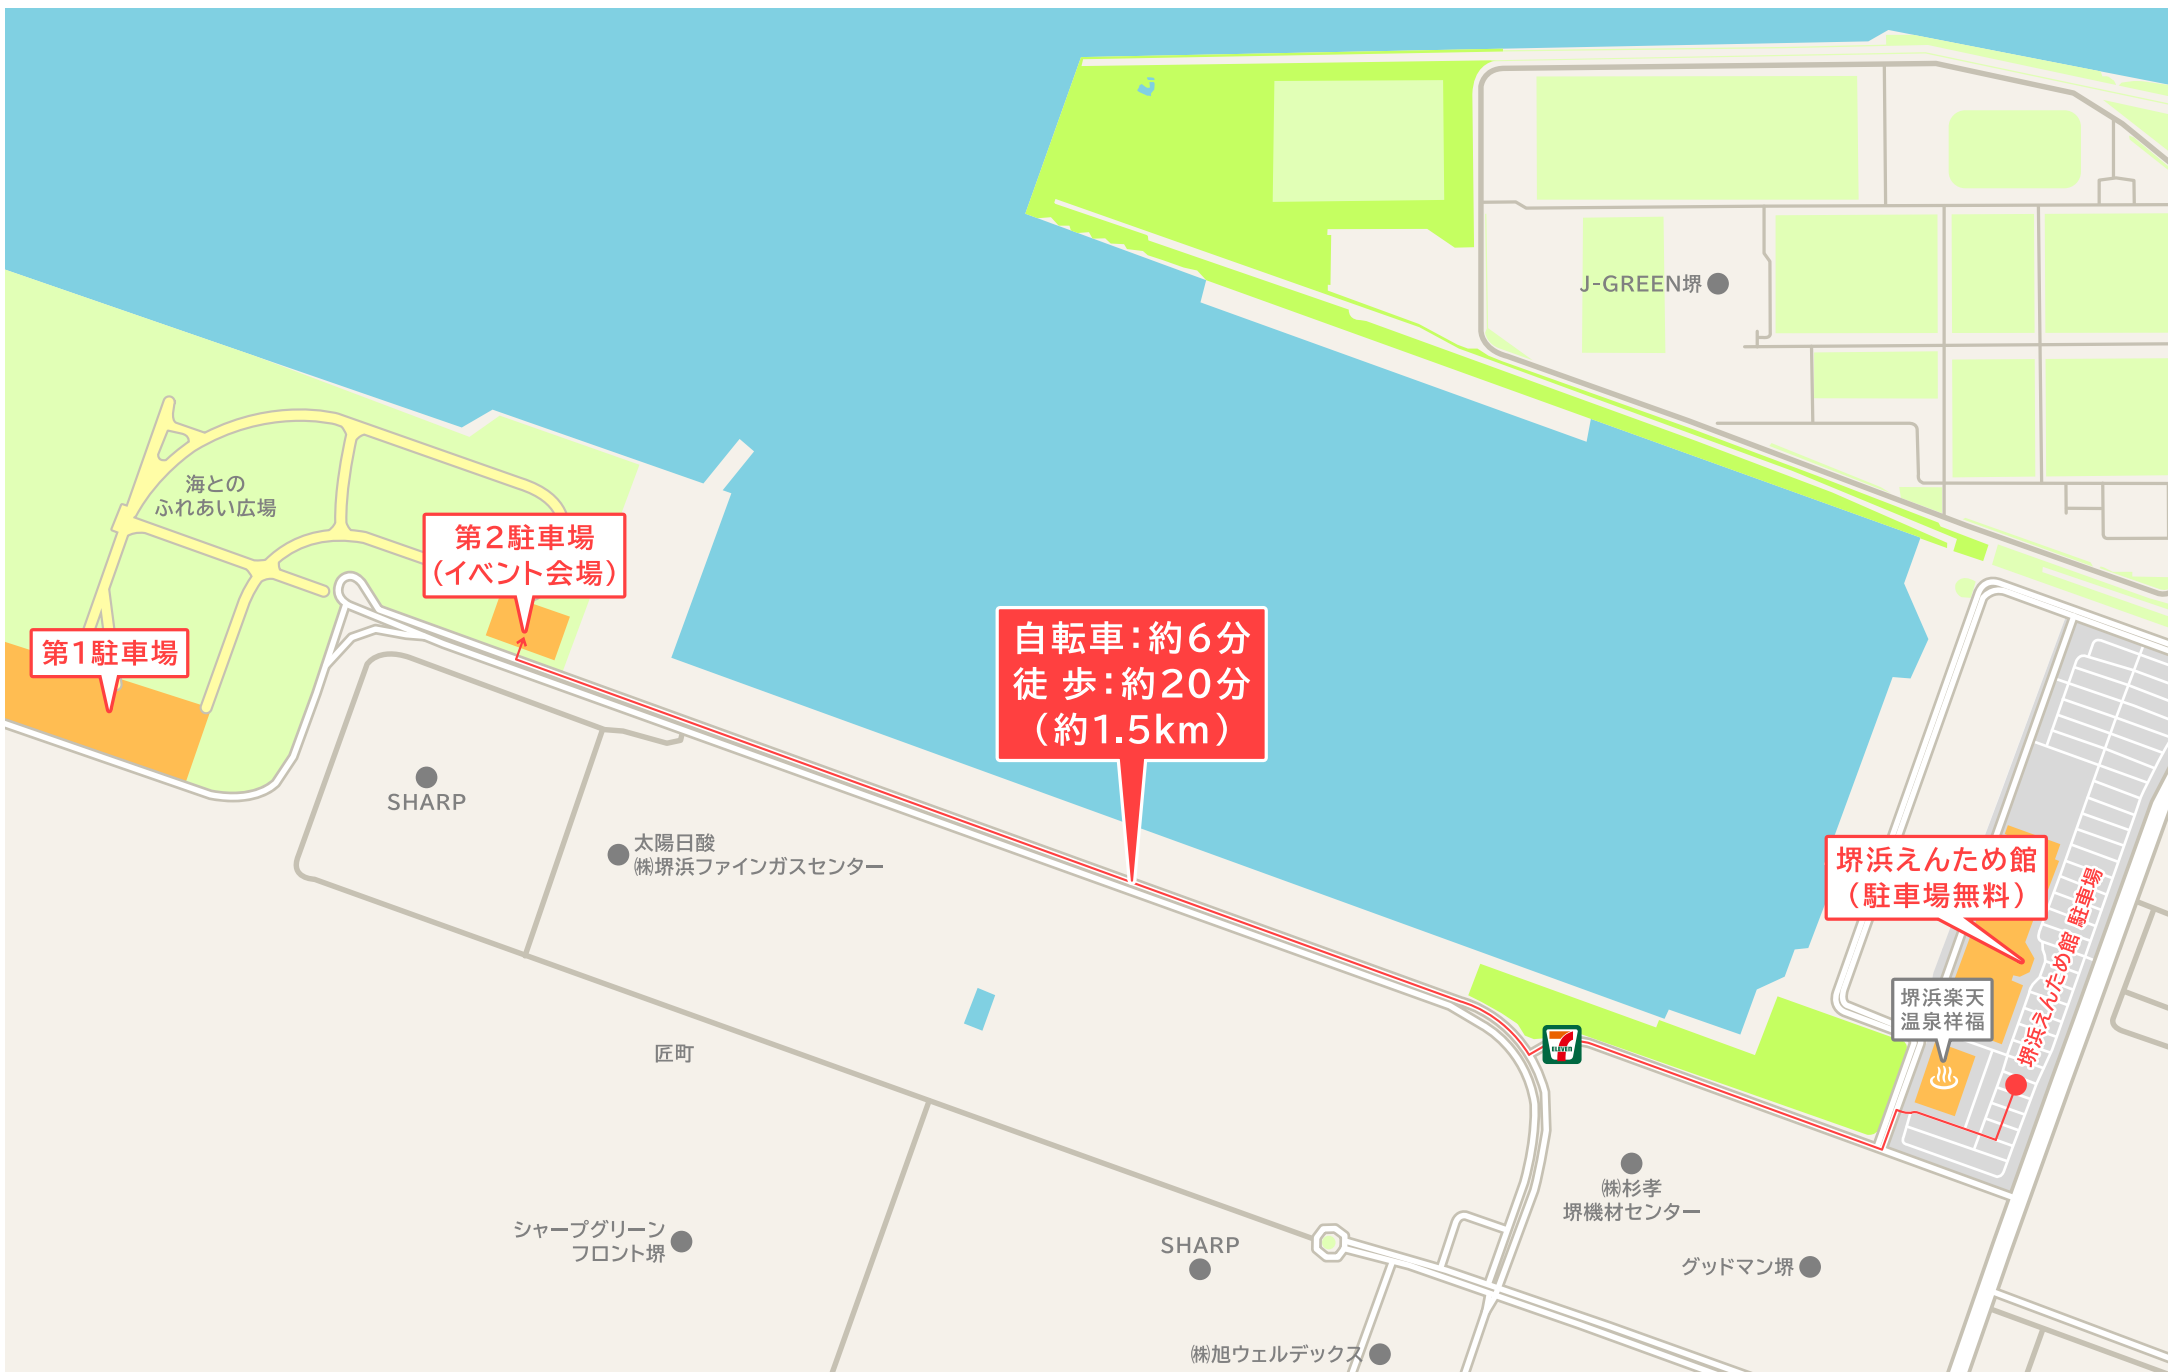 J-GREEN堺
海との
ふれあい広場
第2駐車場
(イベント会場)
第1駐車場
自転車：約6分
徒 歩：約20分
（約1.5km）
SHARP
太陽日酸
㈱堺浜ファインガスセンター
堺浜えんため館
（駐車場無料）
堺浜えんため館 駐車場
堺浜楽天
温泉祥福
7
ELEVEN
匠町
㈱杉孝
堺機材センター
シャープグリーン
フロント堺
SHARP
グッドマン堺
㈱旭ウェルデックス